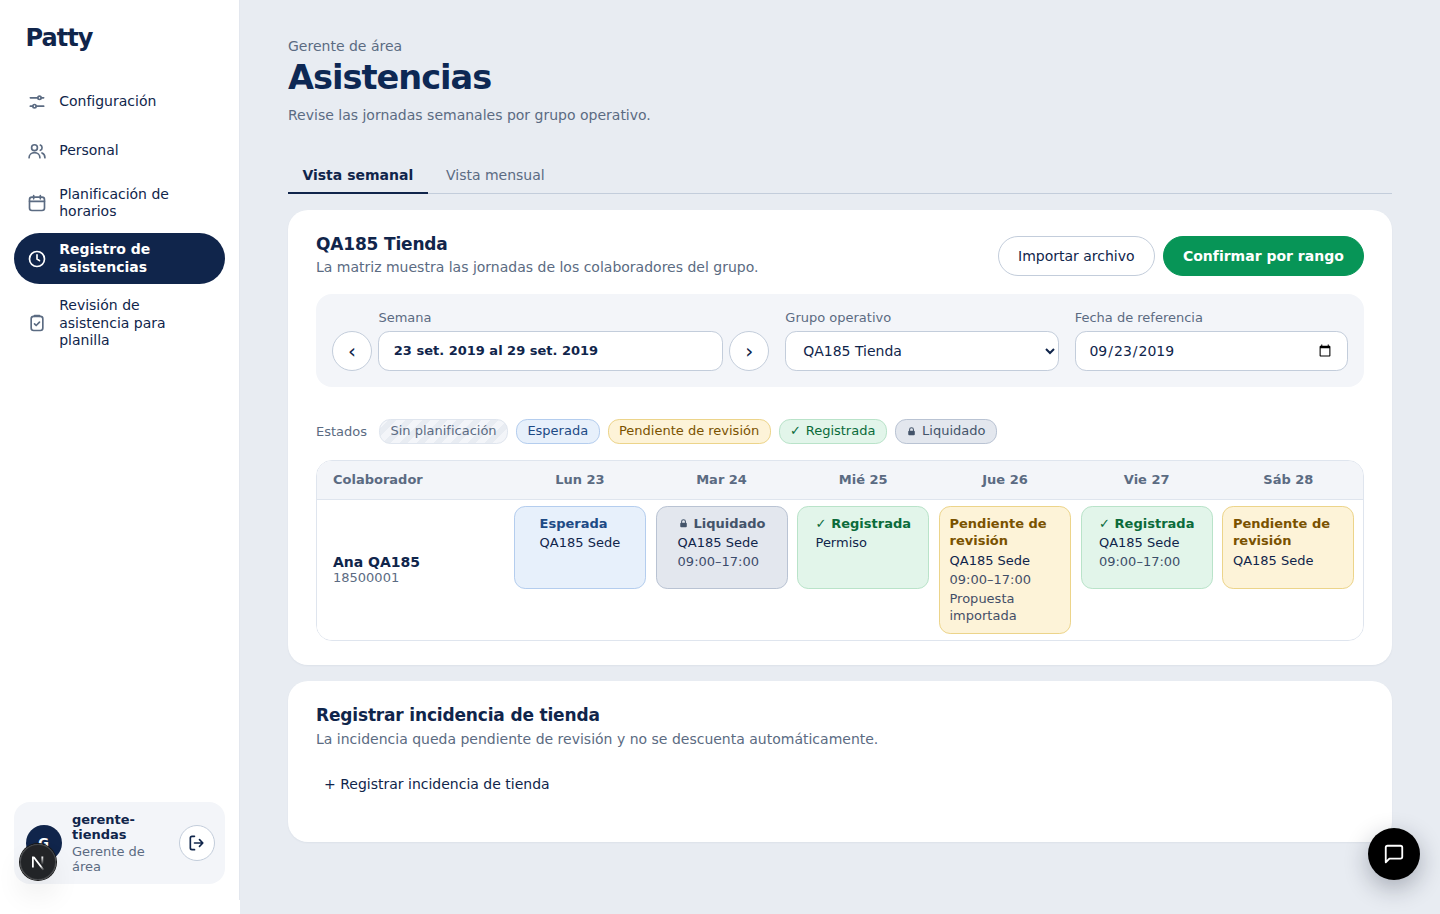 Patty
Configuración
Personal
Planificación de
horarios
Registro de
asistencias
Revisión de
asistencia para
planilla
gerente-
tiendas
Gerente de
área
Gerente de área
Asistencias
Revise las jornadas semanales por grupo operativo.
Vista semanal Vista mensual
QA185 Tienda
La matriz muestra las jornadas de los colaboradores del grupo.
Importar archivo Confirmar por rango
Semana Grupo operativo Fecha de referencia
‹ 23 set. 2019 al 29 set. 2019 › QA185 Tienda 09/23/2019
Estados Sin planificación Esperada Pendiente de revisión ✓ Registrada Liquidado
Colaborador Lun 23 Mar 24 Mié 25 Jue 26 Vie 27 Sáb 28
Ana QA185
18500001
Esperada
QA185 Sede
Liquidado
QA185 Sede
09:00–17:00
✓ Registrada
Permiso
Pendiente de
revisión
QA185 Sede
09:00–17:00
Propuesta
importada
✓ Registrada
QA185 Sede
09:00–17:00
Pendiente de
revisión
QA185 Sede
Registrar incidencia de tienda
La incidencia queda pendiente de revisión y no se descuenta automáticamente.
+ Registrar incidencia de tienda